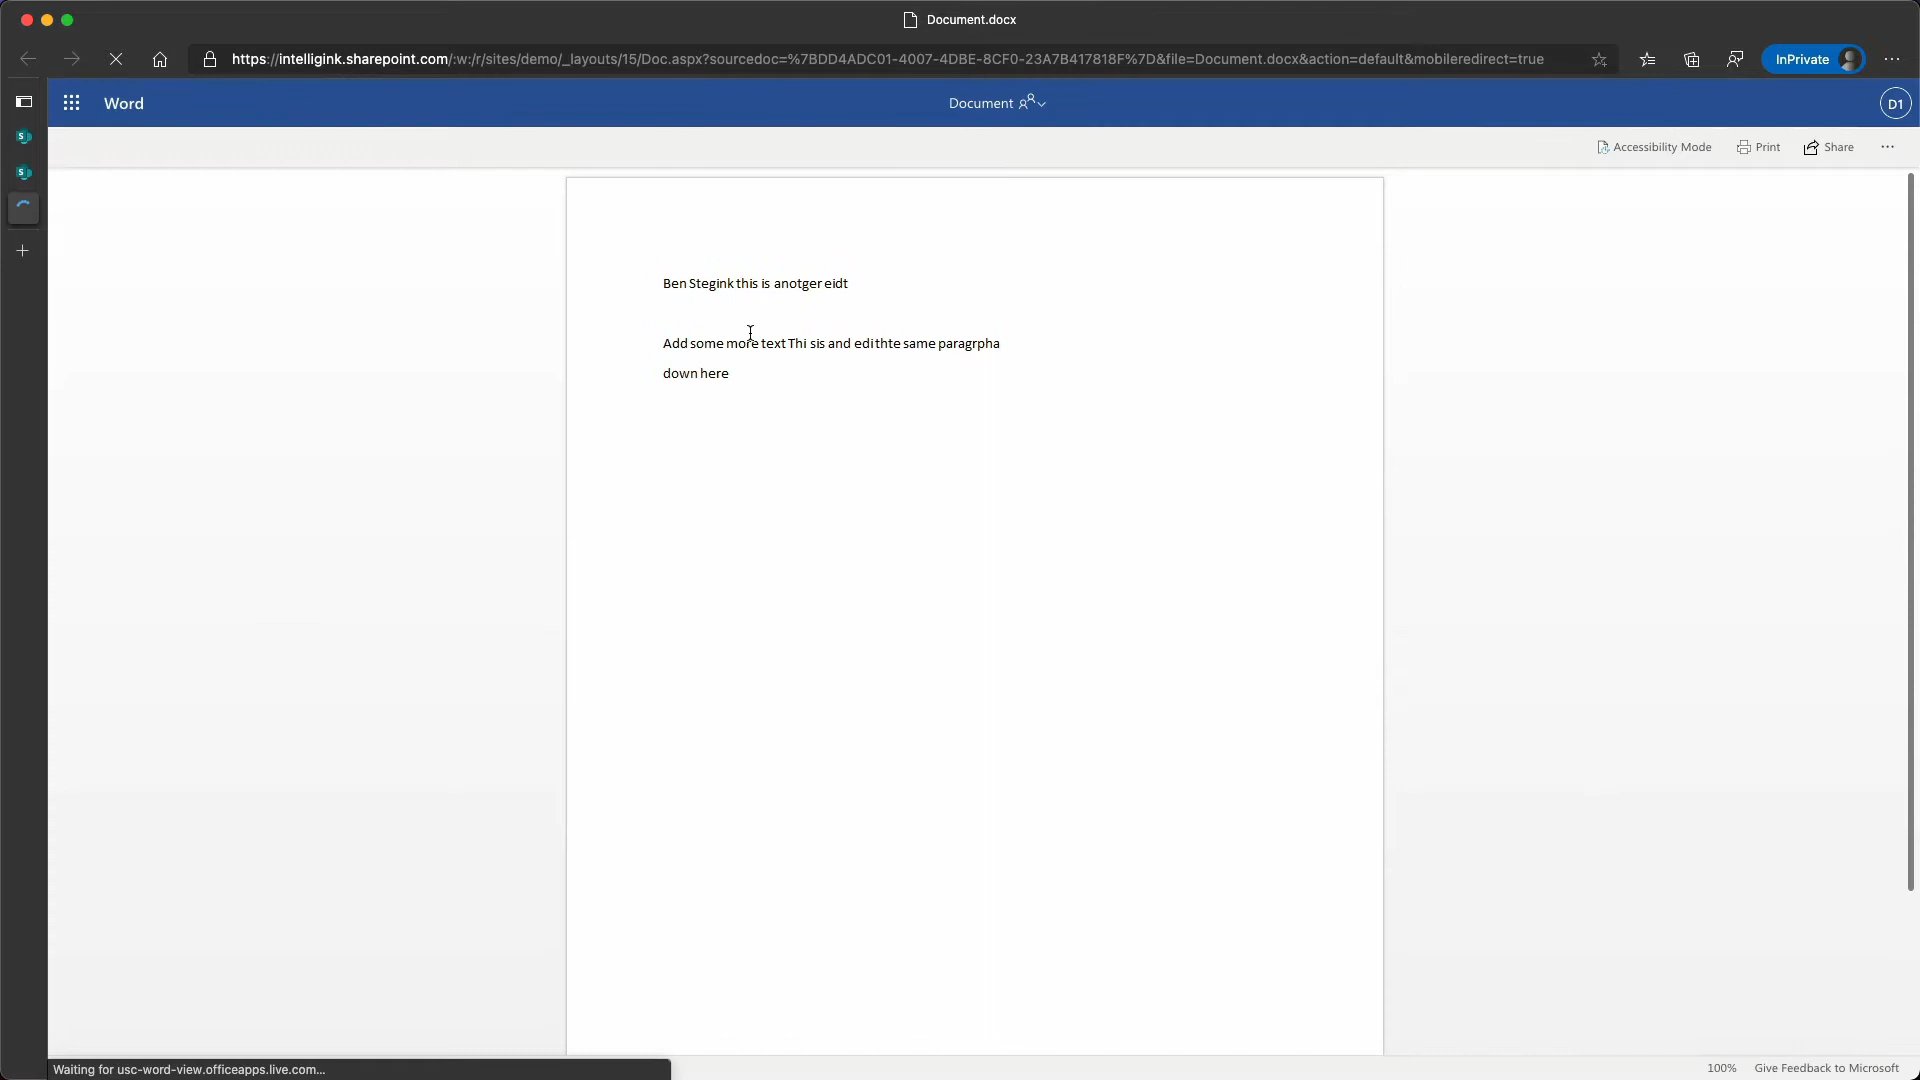 Document.docx
https://intelligink.sharepoint.com/:w:/r/sites/demo/_layouts/15/Doc.aspx?sourcedoc=%7BDD4ADC01-4007-4DBE-8CF0-23A7B417818F%7D&file=Document.docx&action=default&mobileredirect=true
InPrivate
Word
Document
D1
Accessibility Mode
Print
Share
Ben Stegink this is anotger eidt
Add some more text Thi sis and edi thte same paragrpha
down here
Waiting for usc-word-view.officeapps.live.com...
100%
Give Feedback to Microsoft